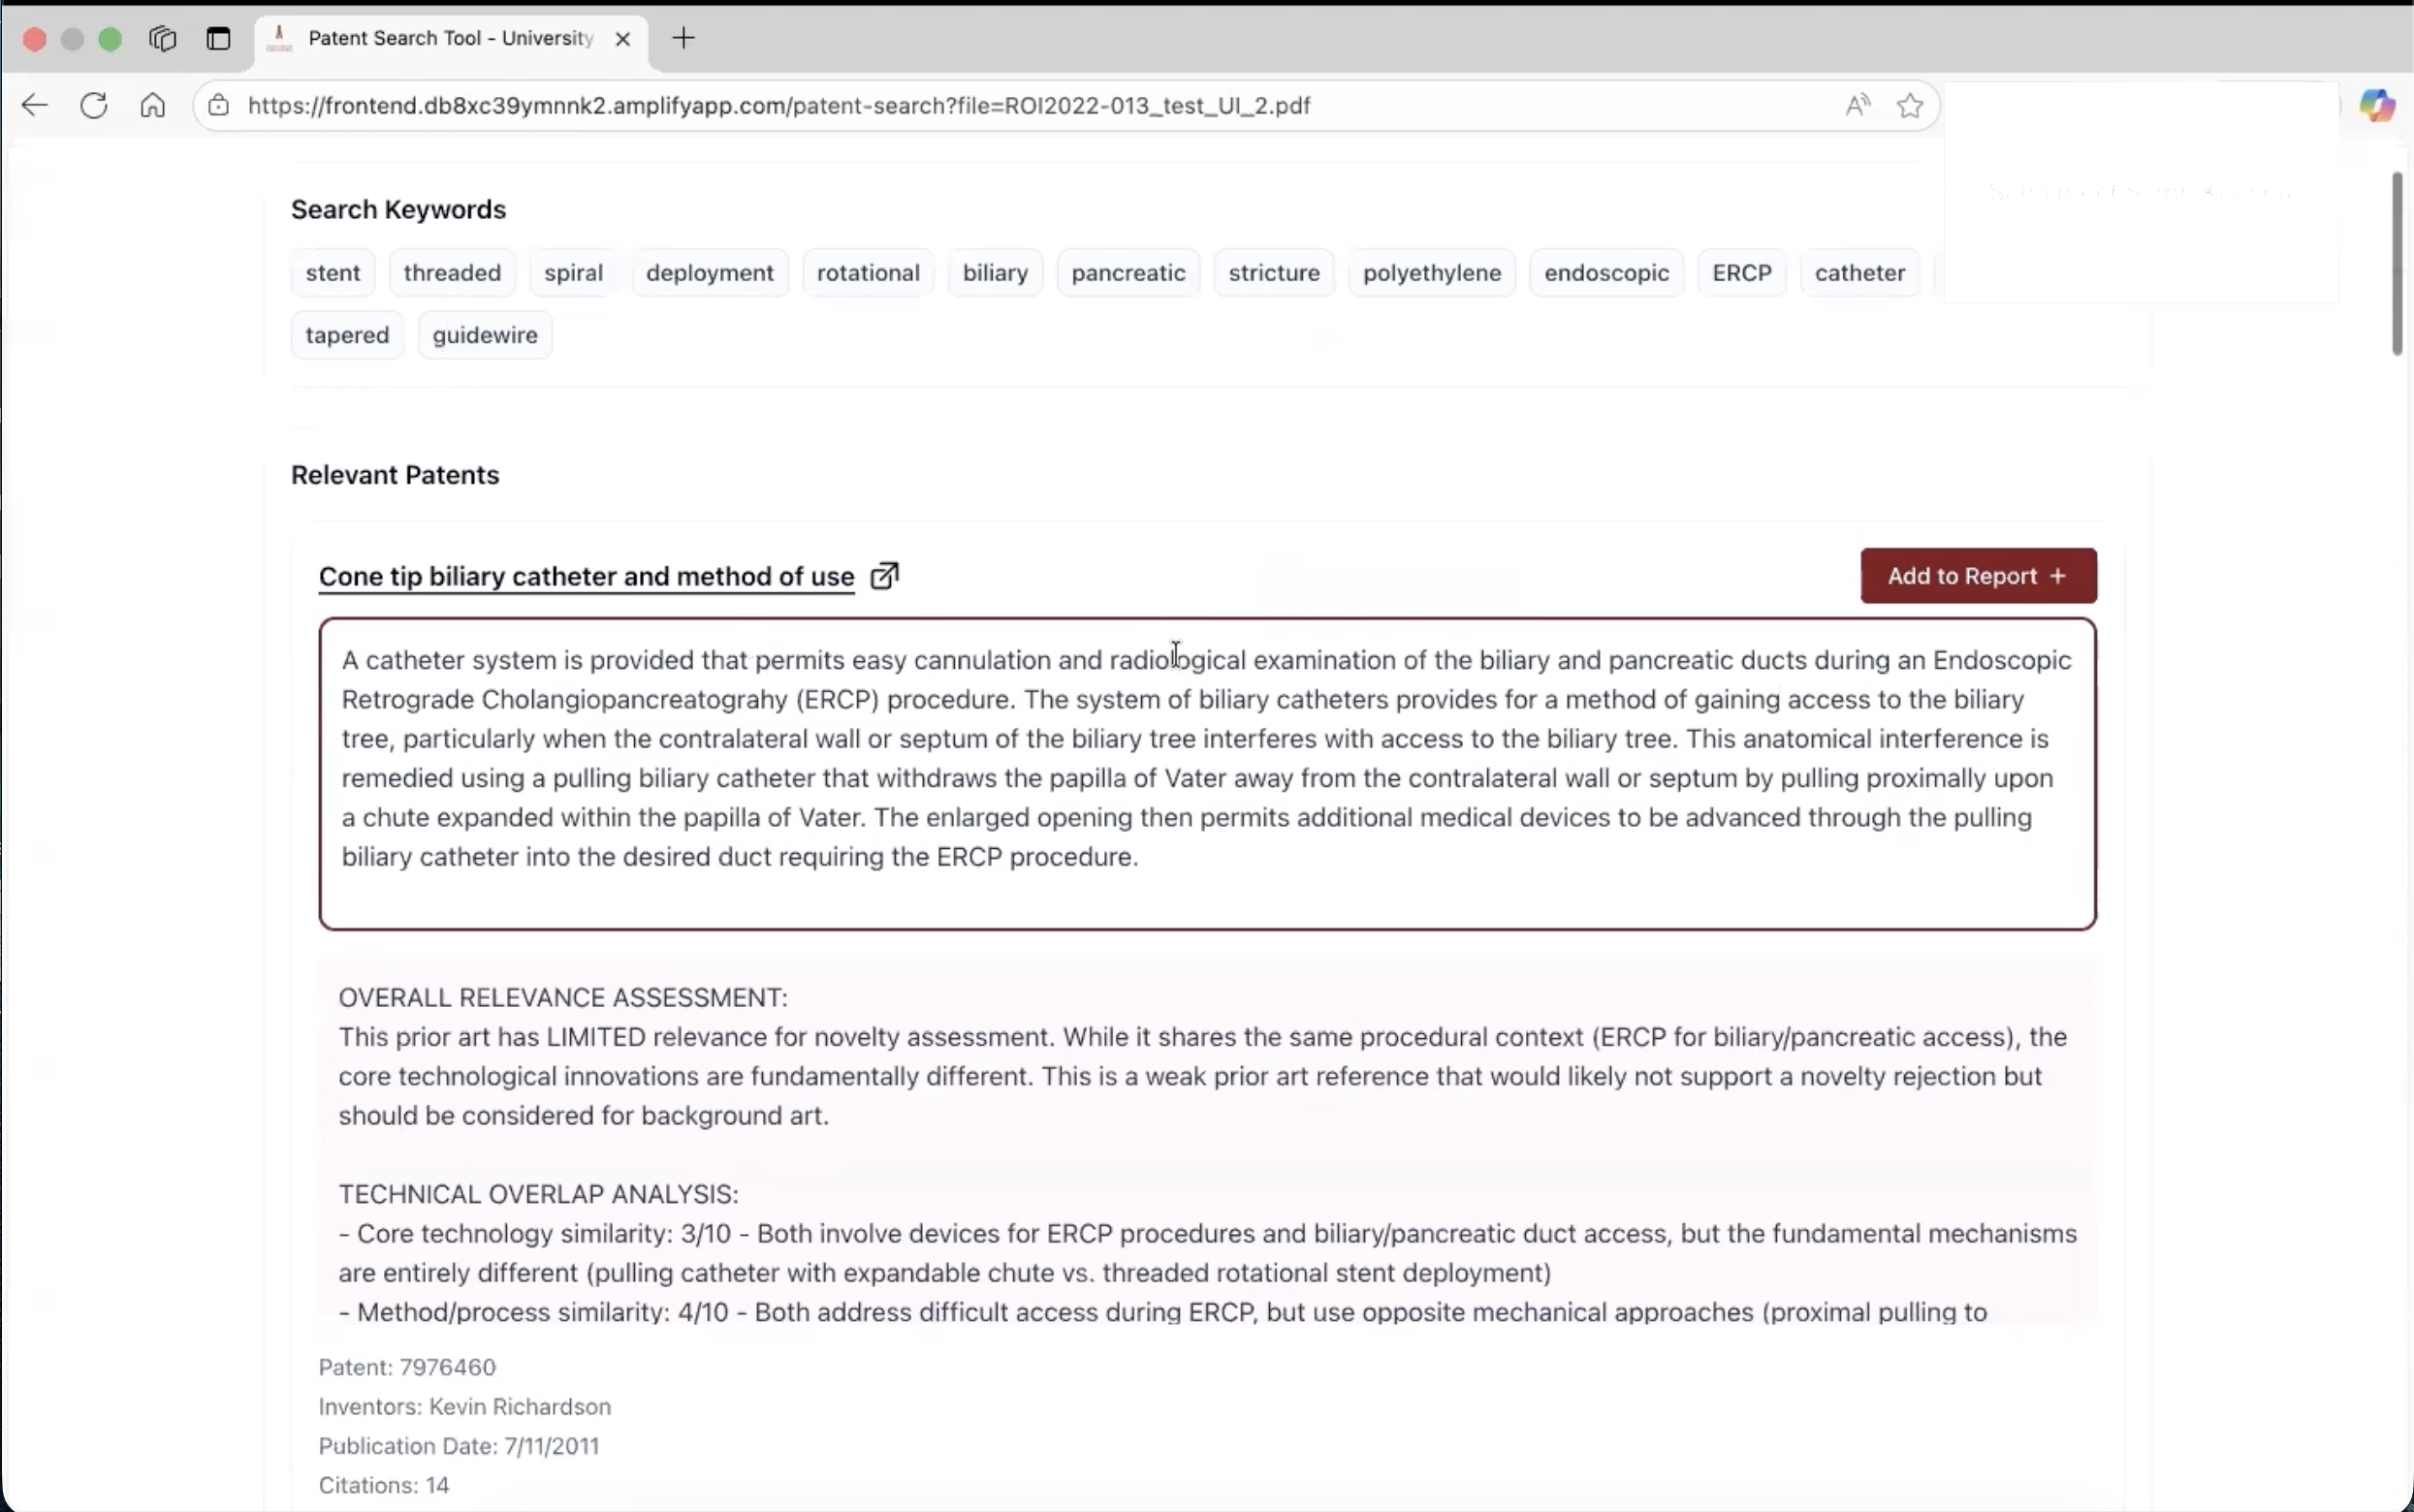 Patent Search Tool - University
https://frontend.db8xc39ymnnk2.amplifyapp.com/patent-search?file=ROI2022-013_test_UI_2.pdf
Search Keywords
stent threaded spiral deployment rotational biliary pancreatic stricture polyethylene endoscopic ERCP catheter
tapered guidewire
Relevant Patents
Cone tip biliary catheter and method of use
Add to Report +
A catheter system is provided that permits easy cannulation and radiological examination of the biliary and pancreatic ducts during an Endoscopic
Retrograde Cholangiopancreatograhy (ERCP) procedure. The system of biliary catheters provides for a method of gaining access to the biliary
tree, particularly when the contralateral wall or septum of the biliary tree interferes with access to the biliary tree. This anatomical interference is
remedied using a pulling biliary catheter that withdraws the papilla of Vater away from the contralateral wall or septum by pulling proximally upon
a chute expanded within the papilla of Vater. The enlarged opening then permits additional medical devices to be advanced through the pulling
biliary catheter into the desired duct requiring the ERCP procedure.
OVERALL RELEVANCE ASSESSMENT:
This prior art has LIMITED relevance for novelty assessment. While it shares the same procedural context (ERCP for biliary/pancreatic access), the
core technological innovations are fundamentally different. This is a weak prior art reference that would likely not support a novelty rejection but
should be considered for background art.
TECHNICAL OVERLAP ANALYSIS:
- Core technology similarity: 3/10 - Both involve devices for ERCP procedures and biliary/pancreatic duct access, but the fundamental mechanisms
are entirely different (pulling catheter with expandable chute vs. threaded rotational stent deployment)
- Method/process similarity: 4/10 - Both address difficult access during ERCP, but use opposite mechanical approaches (proximal pulling to
Patent: 7976460
Inventors: Kevin Richardson
Publication Date: 7/11/2011
Citations: 14